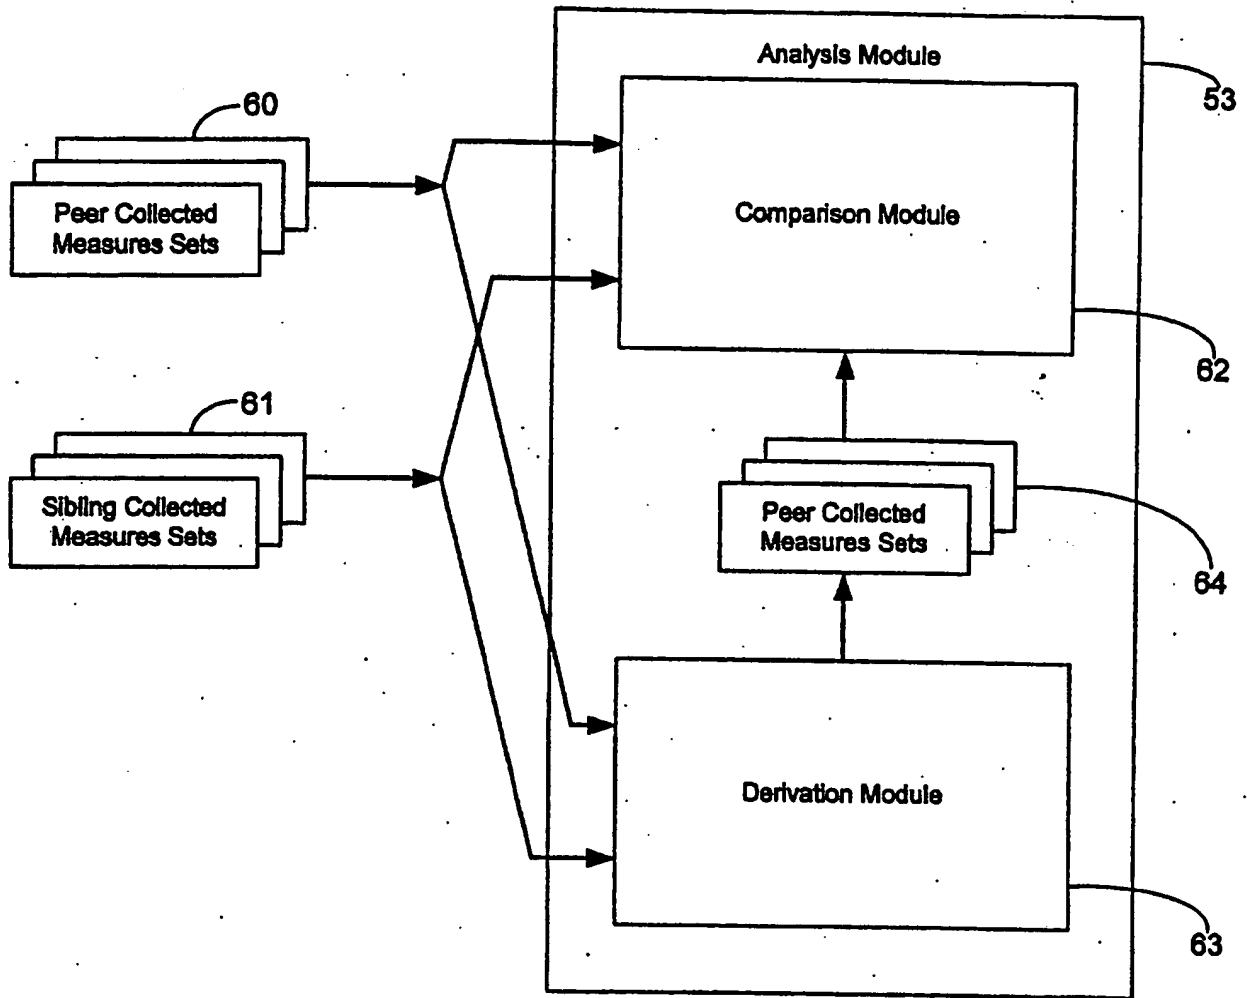 Analysis Module
53
60
Peer Collected
Measures Sets
Comparison Module
62
61
Sibling Collected
Measures Sets
Peer Collected
Measures Sets
64
Derivation Module
63